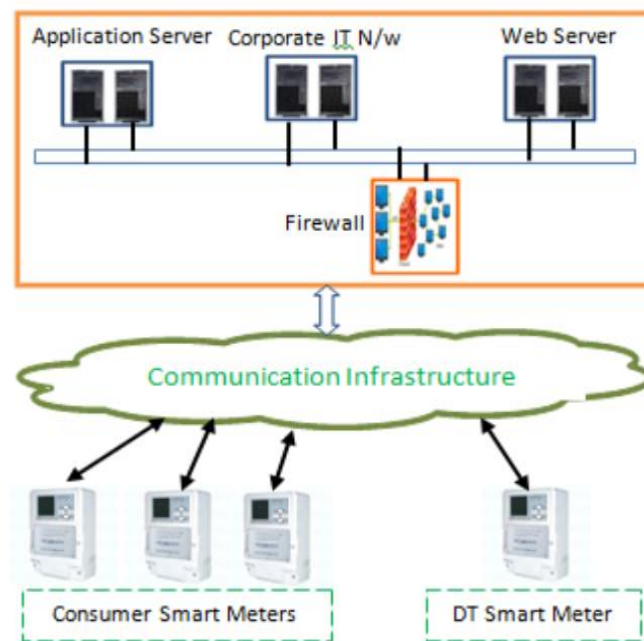 Application Server
Corporate IT N/w
Web Server
Firewall
Communication Infrastructure
Consumer Smart Meters
DT Smart Meter